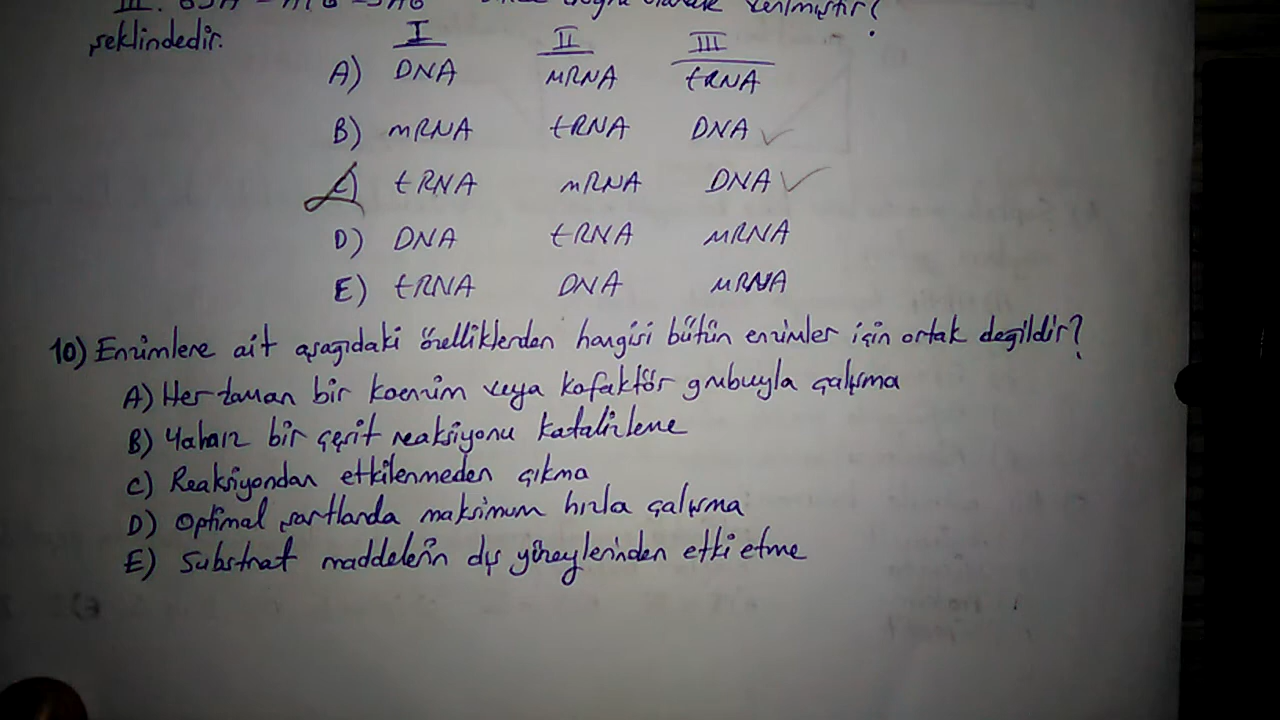 şeklindedir.
I II III
A) DNA mRNA tRNA
B) mRNA tRNA DNA ✓
C) tRNA mRNA DNA ✓
D) DNA tRNA mRNA
E) tRNA DNA mRNA
10) Enzimlere ait aşağıdaki özelliklerden hangisi bütün enzimler için ortak değildir?
A) Her zaman bir koenzim veya kofaktör grubuyla çalışma
B) Yalnız bir çeşit reaksiyonu katalizleme
C) Reaksiyondan etkilenmeden çıkma
D) Optimal şartlarda maksimum hızla çalışma
E) Substrat maddelerin dış yüzeylerinden etki etme